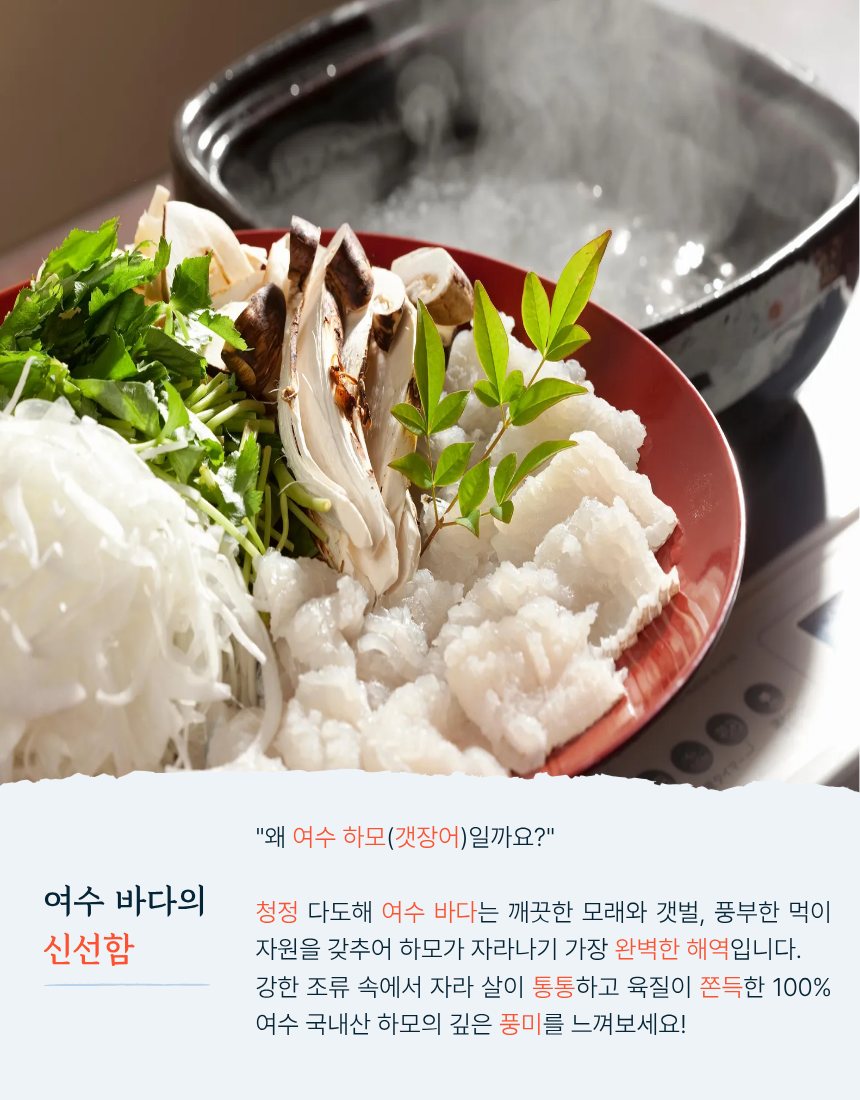 "왜 여수 하모(갯장어)일까요?"
여수 바다의
신선함
청정 다도해 여수 바다는 깨끗한 모래와 갯벌, 풍부한 먹이
자원을 갖추어 하모가 자라나기 가장 완벽한 해역입니다.
강한 조류 속에서 자라 살이 통통하고 육질이 쫀득한 100%
여수 국내산 하모의 깊은 풍미를 느껴보세요!